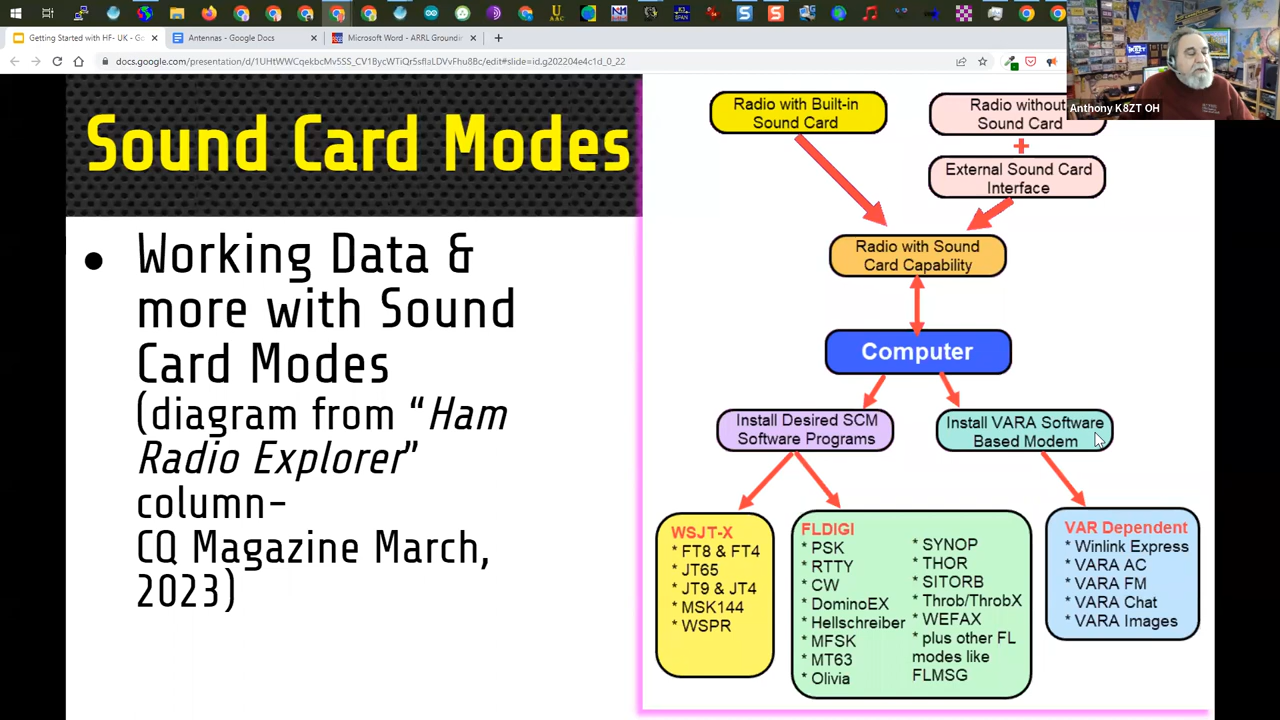 Getting Started with HF- UK - Go
Antennas - Google Docs
Microsoft Word - ARRL Groundin
docs.google.com/presentation/d/1UHtWWCqekbcMv5SS_CV1BycWTiQr5sIlaLDVvFhu88c/edit#slide=id.g202204e4c1d_0_22
Anthony K8ZT OH
Sound Card Modes
● Working Data &
more with Sound
Card Modes
(diagram from “Ham
Radio Explorer”
column-
CQ Magazine March,
2023)
Radio with Built-in
Sound Card
Radio without
Sound Card
+
External Sound Card
Interface
Radio with Sound
Card Capability
Computer
Install Desired SCM
Software Programs
Install VARA Software
Based Modem
WSJT-X
* FT8 & FT4
* JT65
* JT9 & JT4
* MSK144
* WSPR
FLDIGI
* PSK
* RTTY
* CW
* DominoEX
* Hellschreiber
* MFSK
* MT63
* Olivia
* SYNOP
* THOR
* SITORB
* Throb/ThrobX
* WEFAX
* plus other FL
modes like
FLMSG
VAR Dependent
* Winlink Express
* VARA AC
* VARA FM
* VARA Chat
* VARA Images